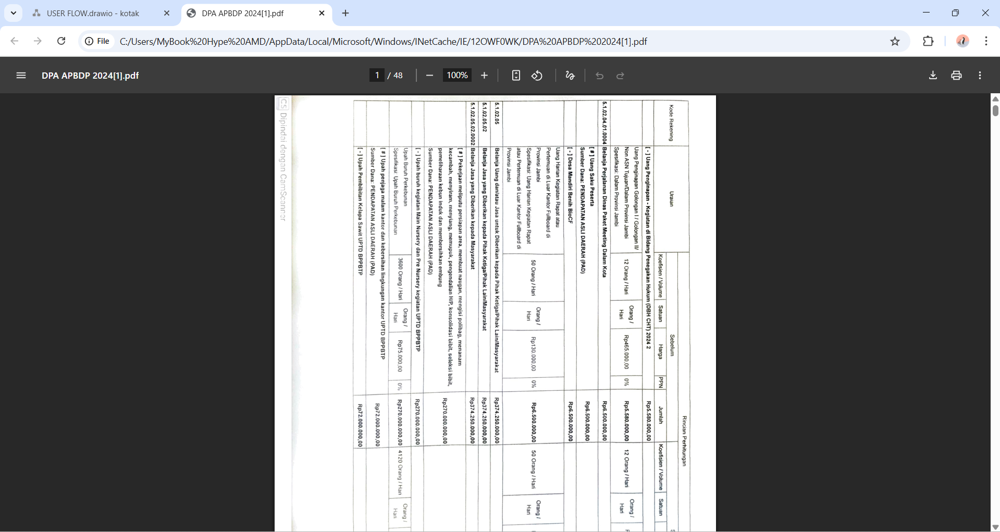 USER FLOW.drawio - kotak
DPA APBDP 2024[1].pdf
File
C:/Users/MyBook%20Hype%20AMD/AppData/Local/Microsoft/Windows/INetCache/IE/12OWF0WK/DPA%20APBDP%202024[1].pdf
DPA APBDP 2024[1].pdf
1 / 48
100%
Rincian Perhitungan
Kode Rekening Uraian Sebelum
Koefisien / Volume Satuan Harga PPN Jumlah Koefisien / Volume Satuan
[ - ] Uang Penginapan - Kegiatan di Bidang Penegakan Hukum (DBH CHT) 2024 2 Rp5.580.000,00
Uang Penginapan Golongan I / Golongan II/
Non ASN Tujuan/Dalam Provinsi Jambi
Spesifikasi: Dalam Provinsi Jambi
12 Orang / Hari Orang / Hari Rp465.000,00 0% Rp5.580.000,00 12 Orang / Hari Orang / Hari
5.1.02.04.01.0004 Belanja Perjalanan Dinas Paket Meeting Dalam Kota Rp6.500.000,00
[ # ] Uang Saku Peserta
Sumber Dana: PENDAPATAN ASLI DAERAH (PAD)
Rp6.500.000,00
[ - ] Desa Mandiri Benih BioCF Rp6.500.000,00
Uang Harian Kegiatan Rapat atau
Pertemuan di Luar Kantor Fullboard di
Provinsi Jambi
Spesifikasi: Uang Harian Kegiatan Rapat
atau Pertemuan di Luar Kantor Fullboard di
Provinsi Jambi
50 Orang / Hari Orang / Hari Rp130.000,00 0% Rp6.500.000,00 50 Orang / Hari Orang / Hari
5.1.02.05 Belanja Uang dan/atau Jasa untuk Diberikan kepada Pihak Ketiga/Pihak Lain/Masyarakat Rp374.250.000,00
5.1.02.05.02 Belanja Jasa yang Diberikan kepada Pihak Ketiga/Pihak Lain/Masyarakat Rp374.250.000,00
5.1.02.05.02.0002 Belanja Jasa yang Diberikan kepada Masyarakat Rp374.250.000,00
[ # ] Pekerjaan meliputu persiapan area, membuat naugan, mengisi polibag, menanam
kecambah, menyiram, menyiang, memupuk, pengendalian H/P, konsolidasi bibit, seleksi bibit,
pemeliharaan kebun induk dan membersihkan embung
Sumber Dana: PENDAPATAN ASLI DAERAH (PAD)
Rp270.000.000,00
[ - ] Upah buruh kegiatan Main Nursery dan Pre Nursery kegiatan UPTD BPPBTP Rp270.000.000,00
Upah Buruh Perkebunan
Spesifikasi: Upah Buruh Perkebunan
3600 Orang / Hari Orang / Hari Rp75.000,00 0% Rp270.000.000,00 4120 Orang / Hari Orang / Hari
[ # ] Upah penjaga malam kantor dan kebersihan lingkungan kantor UPTD BPPBTP
Sumber Dana: PENDAPATAN ASLI DAERAH (PAD)
Rp72.000.000,00
[ - ] Upah Pembibitan Kelapa Sawit UPTD BPPBTP Rp72.000.000,00
CS Dipindai dengan CamScanner